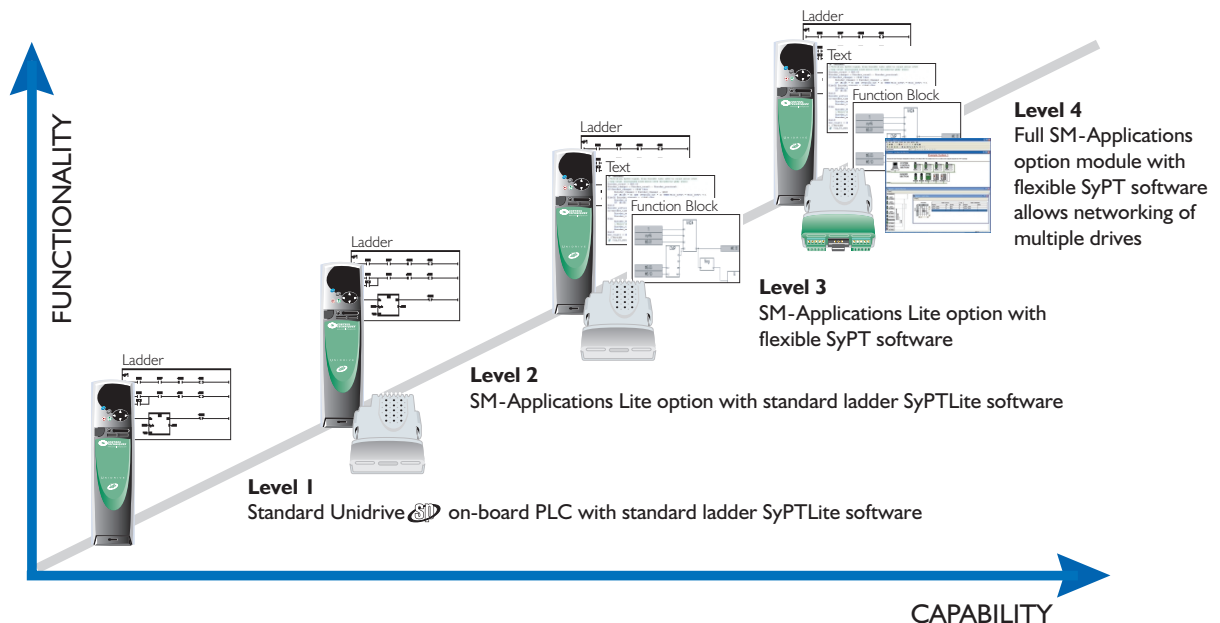 Ladder
Ladder
Text
Function Block
Level 4
Full SM-Applications
option module with
flexible SyPT software
allows networking of
multiple drives
FUNCTIONALITY
Ladder
Text
Function Block
Ladder
Level 3
SM-Applications Lite option with
flexible SyPT software
Ladder
Level 2
SM-Applications Lite option with standard ladder SyPTLite software
Level 1
Standard Unidrive SP on-board PLC with standard ladder SyPTLite software
CAPABILITY